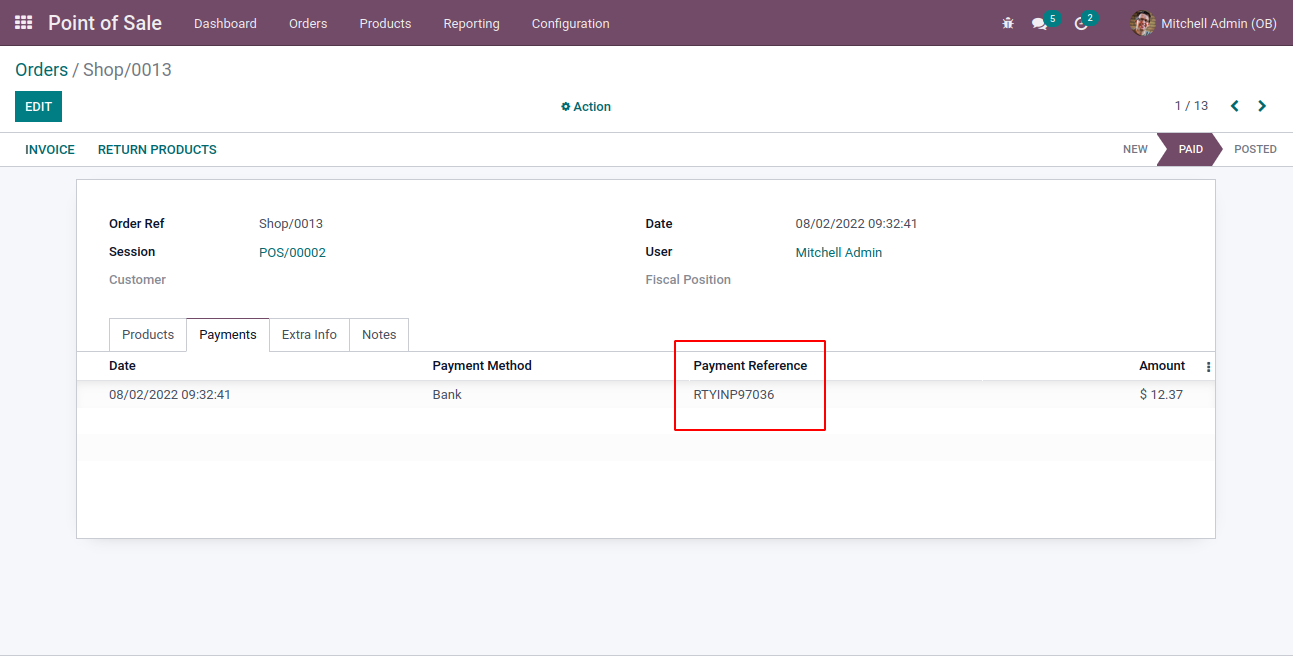 Point of Sale Dashboard Orders Products Reporting Configuration 5 2 Mitchell Admin (OB)
Orders / Shop/0013
EDIT Action 1 / 13
INVOICE RETURN PRODUCTS NEW PAID POSTED
Order Ref Shop/0013 Date 08/02/2022 09:32:41
Session POS/00002 User Mitchell Admin
Customer Fiscal Position
Products Payments Extra Info Notes
Date Payment Method Payment Reference Amount
08/02/2022 09:32:41 Bank RTYINP97036 $ 12.37